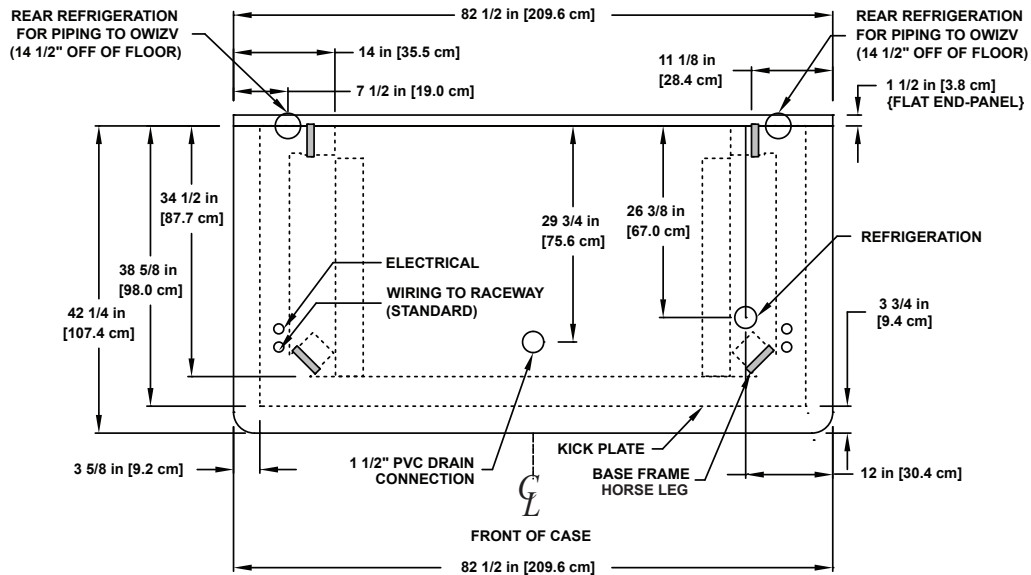 82 1/2 in [209.6 cm]
REAR REFRIGERATION
FOR PIPING TO OWIZV
(14 1/2" OFF OF FLOOR)
REAR REFRIGERATION
FOR PIPING TO OWIZV
(14 1/2" OFF OF FLOOR)
14 in [35.5 cm]
11 1/8 in
[28.4 cm]
7 1/2 in [19.0 cm]
1 1/2 in [3.8 cm]
{FLAT END-PANEL}
34 1/2 in
[87.7 cm]
29 3/4 in
[75.6 cm]
26 3/8 in
[67.0 cm]
REFRIGERATION
ELECTRICAL
38 5/8 in
[98.0 cm]
WIRING TO RACEWAY
(STANDARD)
42 1/4 in
[107.4 cm]
3 3/4 in
[9.4 cm]
KICK PLATE
3 5/8 in [9.2 cm]
1 1/2" PVC DRAIN
CONNECTION
BASE FRAME
HORSE LEG
12 in [30.4 cm]
CL
FRONT OF CASE
82 1/2 in [209.6 cm]